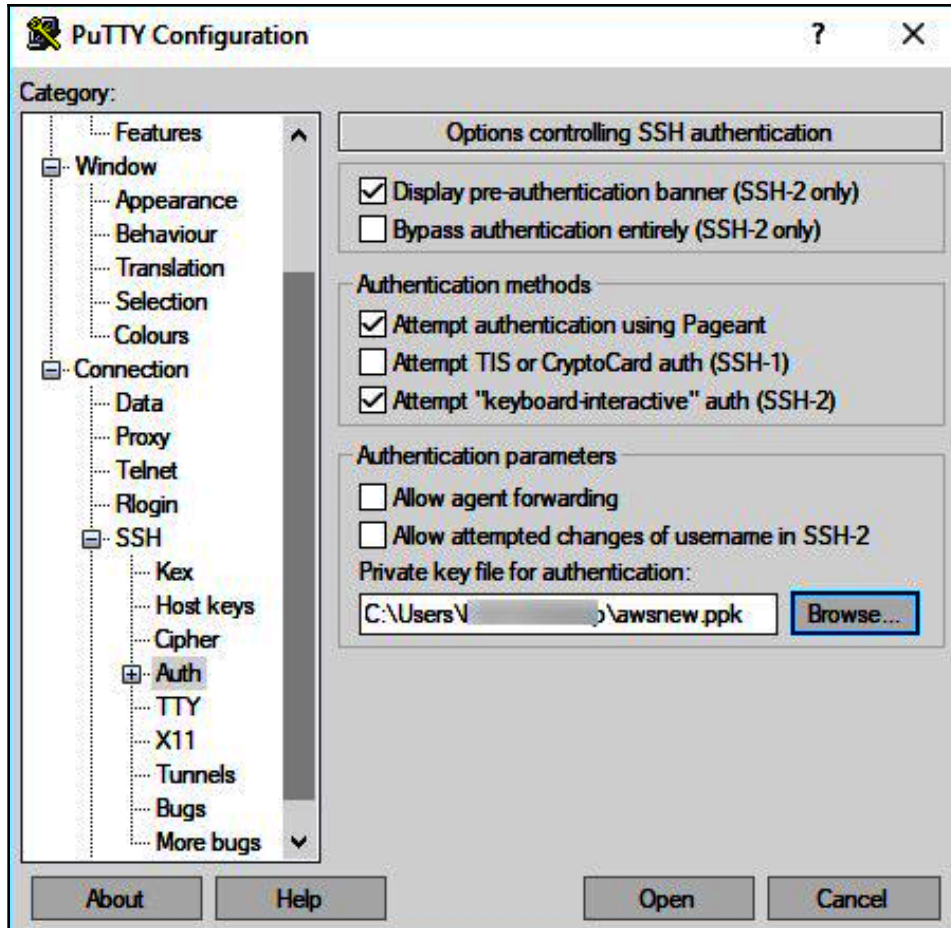 PuTTY Configuration
?
Category:
Features
Window
Appearance
Behaviour
Translation
Selection
Colours
Connection
Data
Proxy
Telnet
Rlogin
SSH
Kex
Host keys
Cipher
Auth
TTY
X11
Tunnels
Bugs
More bugs
Options controlling SSH authentication
Display pre-authentication banner (SSH-2 only)
Bypass authentication entirely (SSH-2 only)
Authentication methods
Attempt authentication using Pageant
Attempt TIS or CryptoCard auth (SSH-1)
Attempt "keyboard-interactive" auth (SSH-2)
Authentication parameters
Allow agent forwarding
Allow attempted changes of username in SSH-2
Private key file for authentication:
C:\Users\ \awsnew.ppk
Browse...
About
Help
Open
Cancel